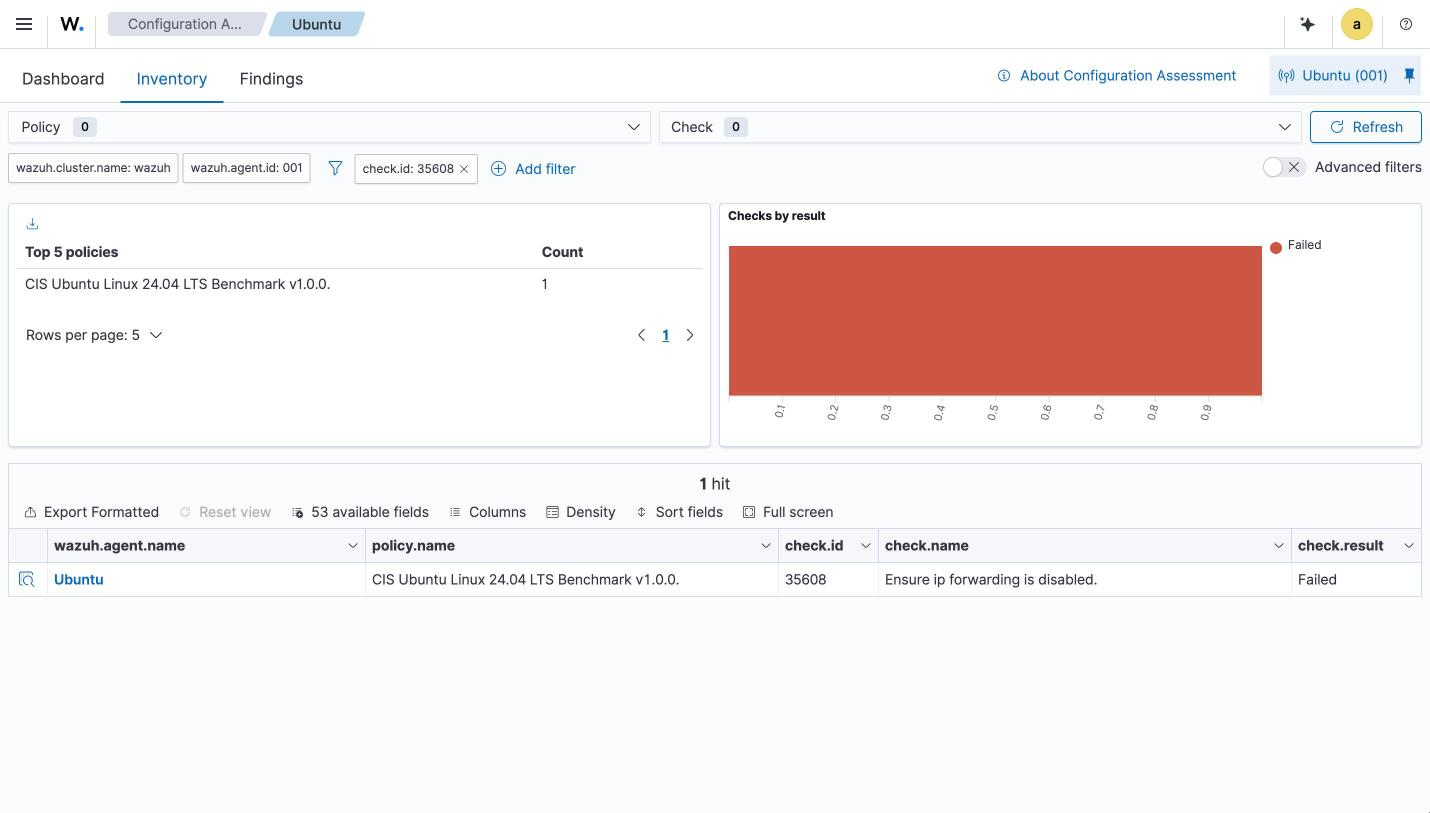 W.
Configuration A...
Ubuntu
a
Dashboard
Inventory
Findings
About Configuration Assessment
Ubuntu (001)
Policy 0
Check 0
Refresh
wazuh.cluster.name: wazuh
wazuh.agent.id: 001
check.id: 35608
Add filter
Advanced filters
Top 5 policies Count
CIS Ubuntu Linux 24.04 LTS Benchmark v1.0.0. 1
Rows per page: 5
1
Checks by result
Failed
0.1 0.2 0.3 0.4 0.5 0.6 0.7 0.8 0.9
1 hit
Export Formatted Reset view 53 available fields Columns Density Sort fields Full screen
wazuh.agent.name policy.name check.id check.name check.result
Ubuntu CIS Ubuntu Linux 24.04 LTS Benchmark v1.0.0. 35608 Ensure ip forwarding is disabled. Failed